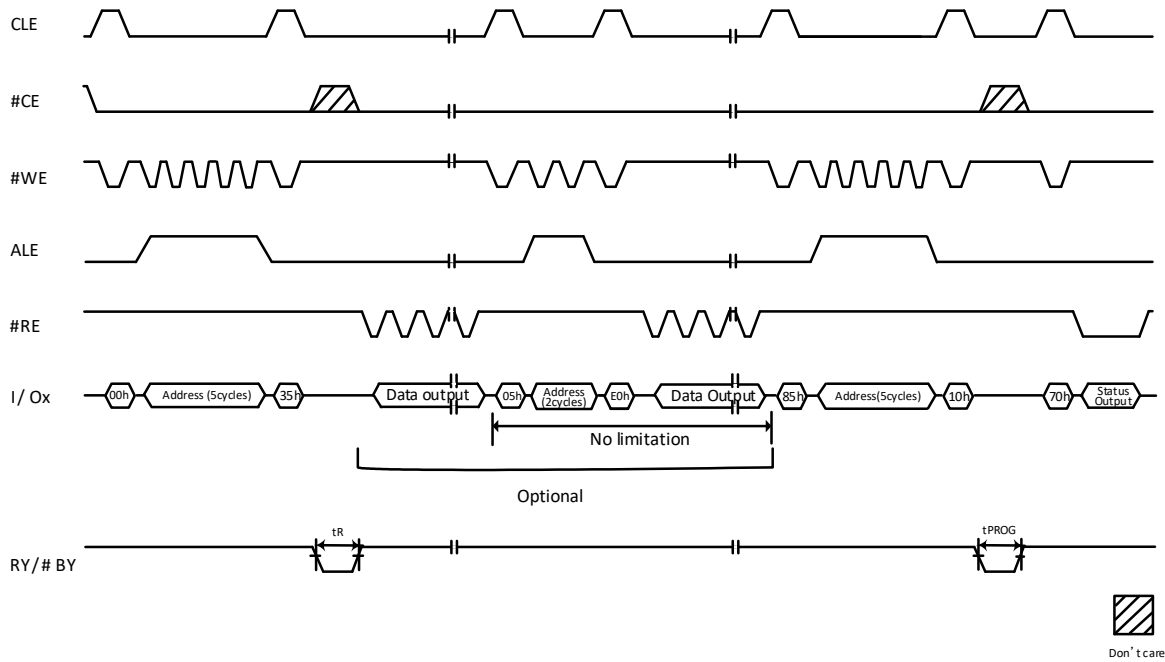 CLE
#CE
#WE
ALE
#RE
I/Ox 00h Address (5cycles) 35h Data output 05h Address (2cycles) E0h Data Output 85h Address(5cycles) 10h 70h Status Output
No limitation
Optional
tR tPROG
RY/# BY
Don't care